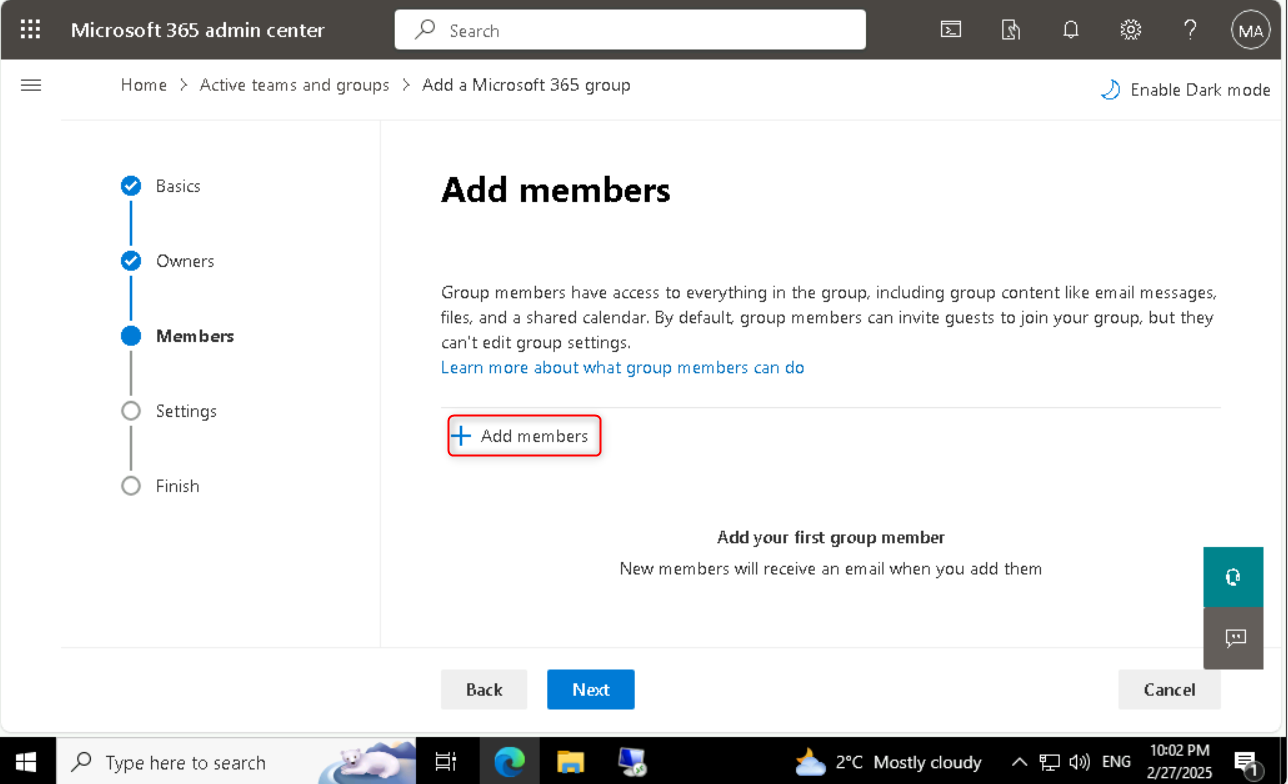 Microsoft 365 admin center
Search
MA
Home > Active teams and groups > Add a Microsoft 365 group
Enable Dark mode
Basics
Owners
Members
Settings
Finish
Add members
Group members have access to everything in the group, including group content like email messages,
files, and a shared calendar. By default, group members can invite guests to join your group, but they
can't edit group settings.
Learn more about what group members can do
+ Add members
Add your first group member
New members will receive an email when you add them
Back
Next
Cancel
Type here to search
2°C Mostly cloudy
ENG
10:02 PM
2/27/2025
1